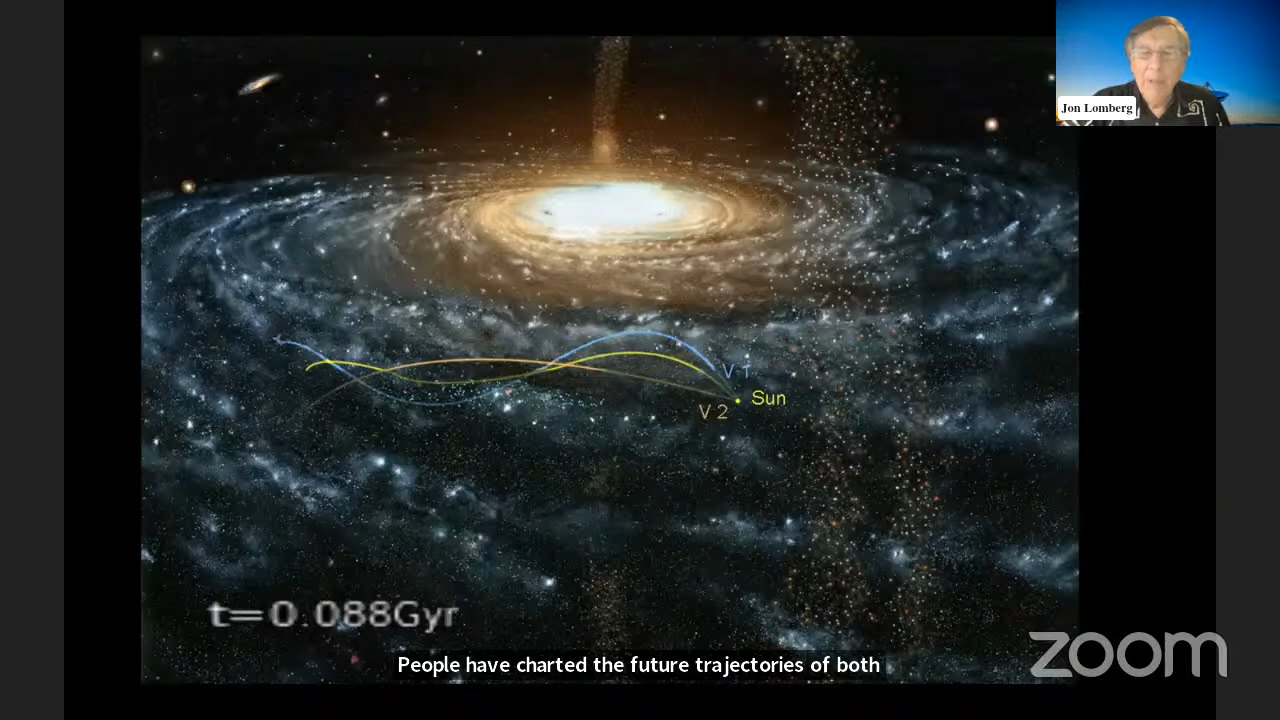 Jon Lomberg
V 1
Sun
V 2
t=0.088Gyr
People have charted the future trajectories of both
zoom